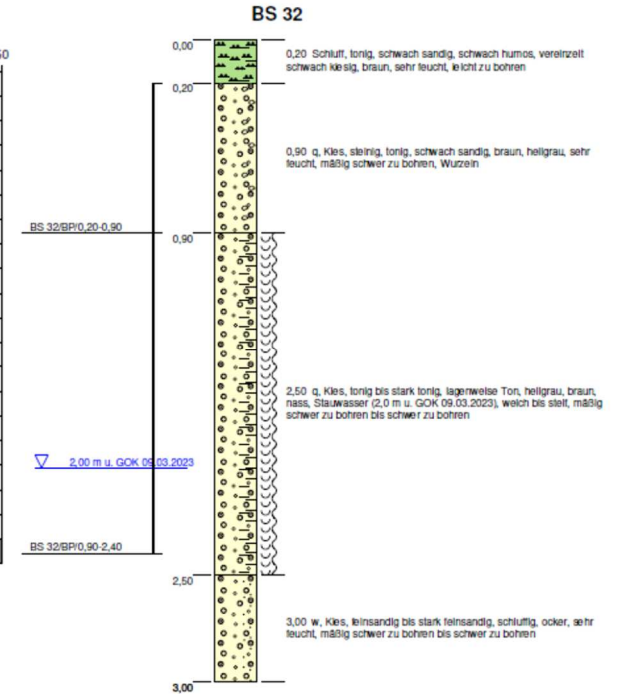 BS 32
50
0,00
0,20 Schluff, tonig, schwach sandig, schwach humos, vereinzelt
schwach kiesig, braun, sehr feucht, leicht zu bohren
0,20
0,90 q, Kies, steinig, tonig, schwach sandig, braun, hellgrau, sehr
feucht, mäßig schwer zu bohren, Wurzeln
BS 32/BP/0,20-0,90
0,90
2,50 q, Kies, tonig bis stark tonig, lagenweise Ton, hellgrau, braun,
nass, Stauwasser (2,0 m u. GOK 09.03.2023), weich bis steif, mäßig
schwer zu bohren bis schwer zu bohren
2,00 m u. GOK 09.03.2023
BS 32/BP/0,90-2,40
2,50
3,00 w, Kies, feinsandig bis stark feinsandig, schluffig, ocker, sehr
feucht, mäßig schwer zu bohren bis schwer zu bohren
3,00